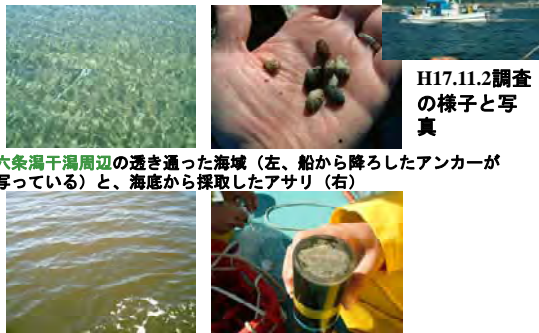 H17.11.2調査
の様子と写
真
六条潟干潟周辺の透き通った海域（左、船から降ろしたアンカーが
写っている）と、海底から採取したアサリ（右）